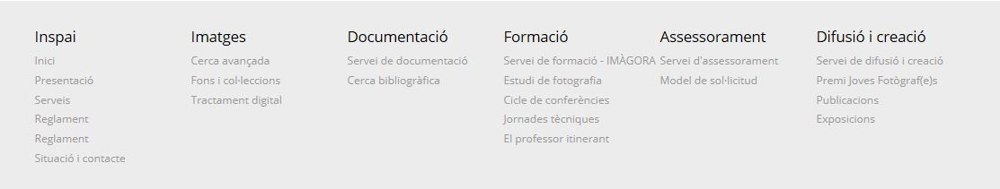 Inspai
Inici
Presentació
Serveis
Reglament
Reglament
Situació i contacte
Imatges
Cerca avançada
Fons i col·leccions
Tractament digital
Documentació
Servei de documentació
Cerca bibliogràfica
Formació
Servei de formació - IMÀGORA
Estudi de fotografia
Cicle de conferències
Jornades tècniques
El professor itinerant
Assessorament
Servei d'assessorament
Model de sol·licitud
Difusió i creació
Servei de difusió i creació
Premi Joves Fotògraf(e)s
Publicacions
Exposicions